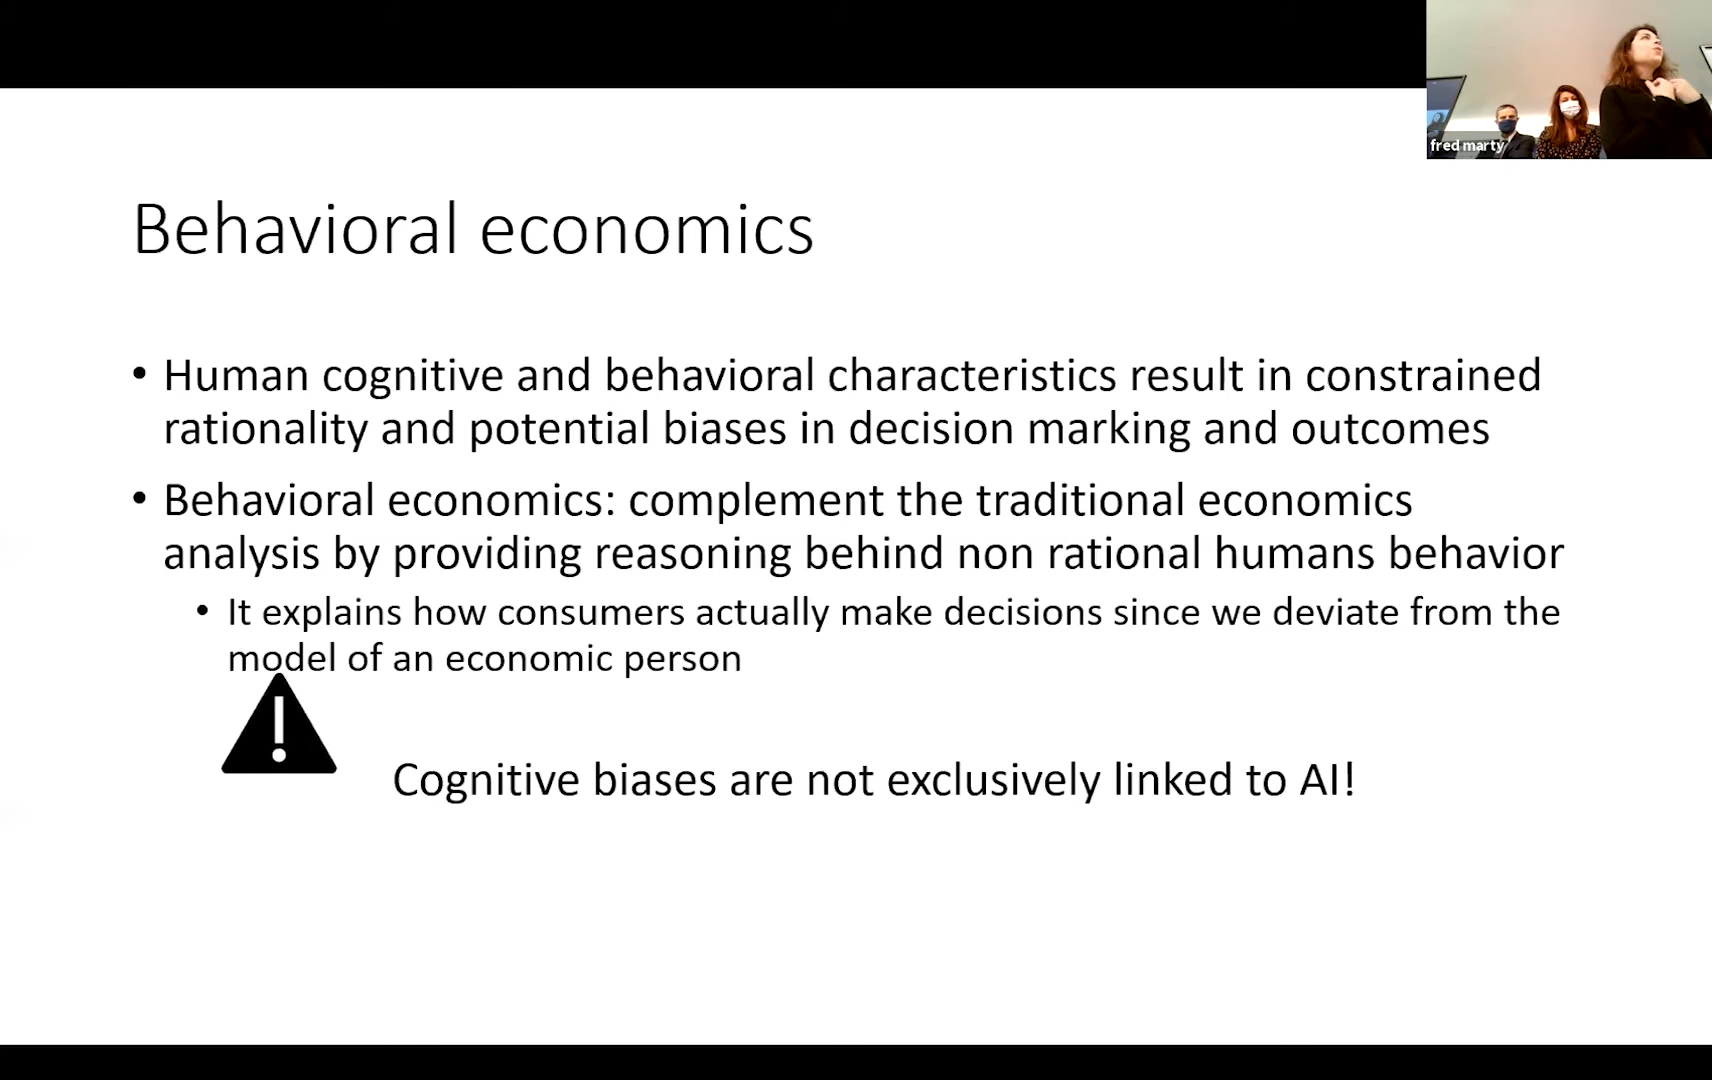 fred marty
Behavioral economics
• Human cognitive and behavioral characteristics result in constrained
rationality and potential biases in decision marking and outcomes
• Behavioral economics: complement the traditional economics
analysis by providing reasoning behind non rational humans behavior
• It explains how consumers actually make decisions since we deviate from the
model of an economic person
!
Cognitive biases are not exclusively linked to AI!